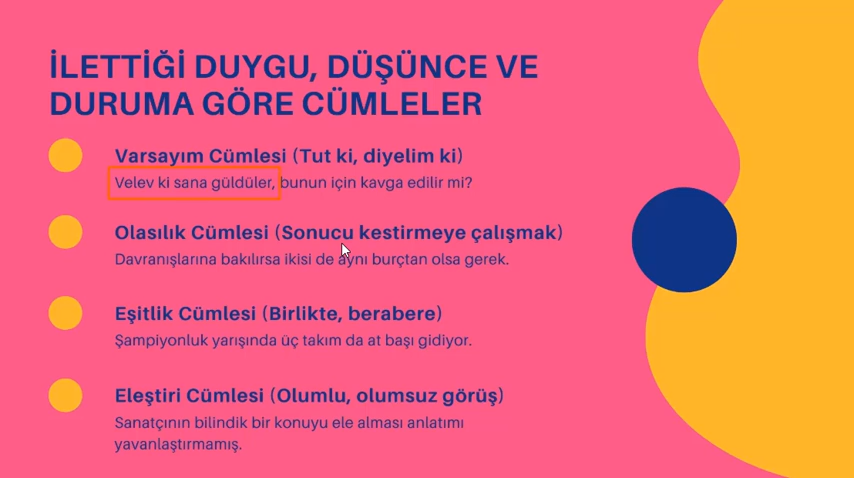 İLETTİĞİ DUYGU, DÜŞÜNCE VE
DURUMA GÖRE CÜMLELER
Varsayım Cümlesi (Tut ki, diyelim ki)
Velev ki sana güldüler, bunun için kavga edilir mi?
Olasılık Cümlesi (Sonucu kestirmeye çalışmak)
Davranışlarına bakılırsa ikisi de aynı burçtan olsa gerek.
Eşitlik Cümlesi (Birlikte, berabere)
Şampiyonluk yarışında üç takım da at başı gidiyor.
Eleştiri Cümlesi (Olumlu, olumsuz görüş)
Sanatçının bilindik bir konuyu ele alması anlatımı
yavanlaştırmamış.